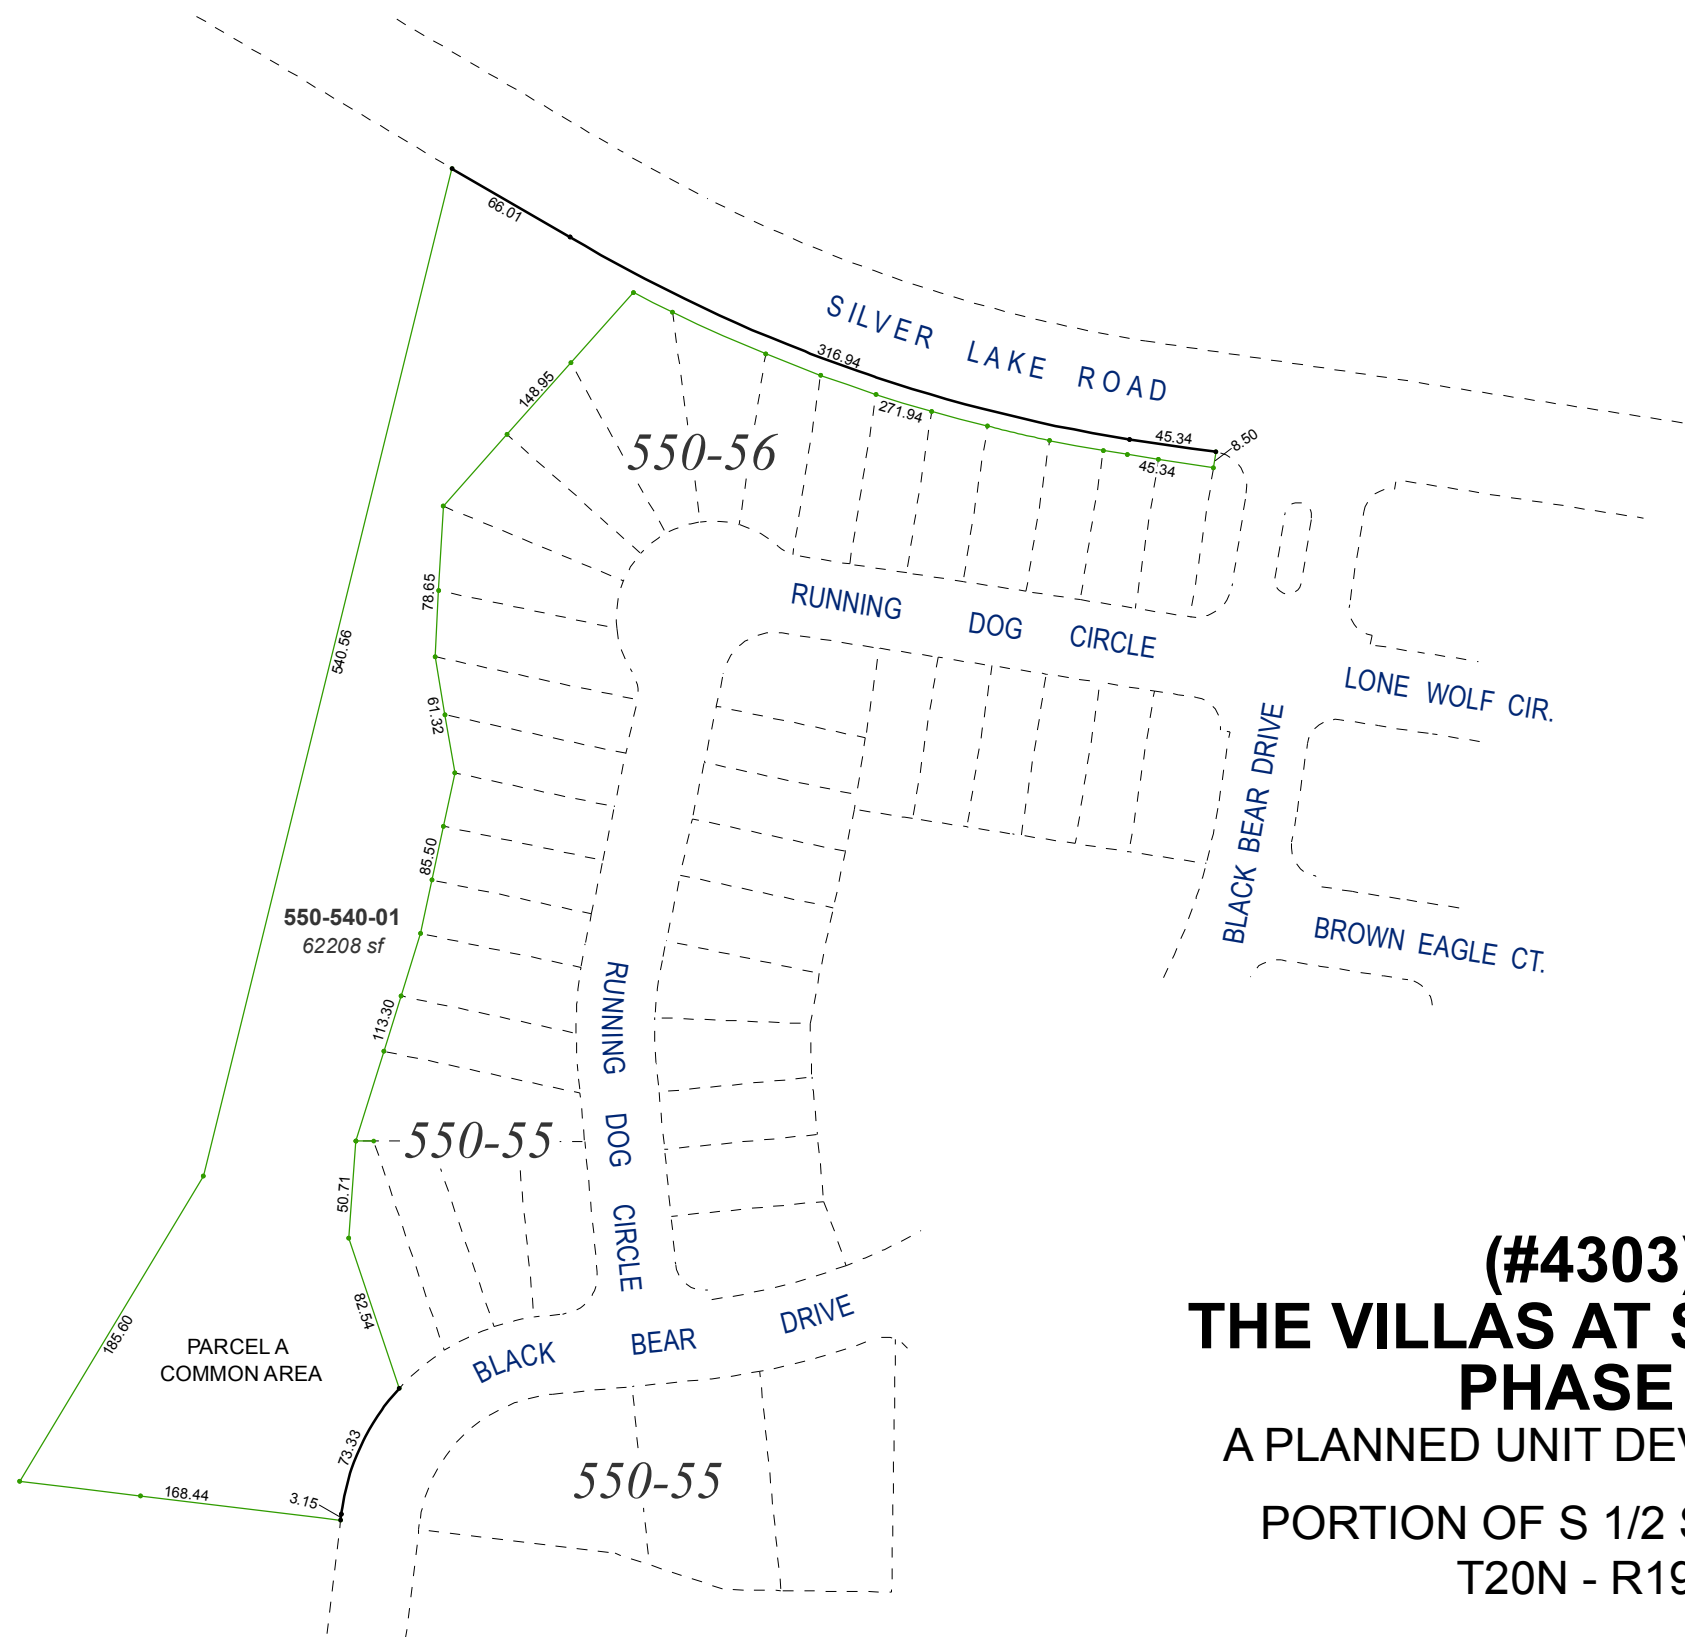 66.01
SILVER LAKE ROAD
316.94
148.95
271.94
45.34
8.50
45.34
550-56
78.65
RUNNING DOG CIRCLE
540.56
LONE WOLF CIR.
61.32
BLACK BEAR DRIVE
85.50
550-540-01
62208 sf
BROWN EAGLE CT.
RUNNING DOG CIRCLE
113.30
550-55
50.71
82.54
185.60
PARCEL A
COMMON AREA
BLACK BEAR DRIVE
73.33
550-55
168.44
3.15
(#4303)
THE VILLAS AT S
PHASE
A PLANNED UNIT DEV
PORTION OF S 1/2 S
T20N - R19